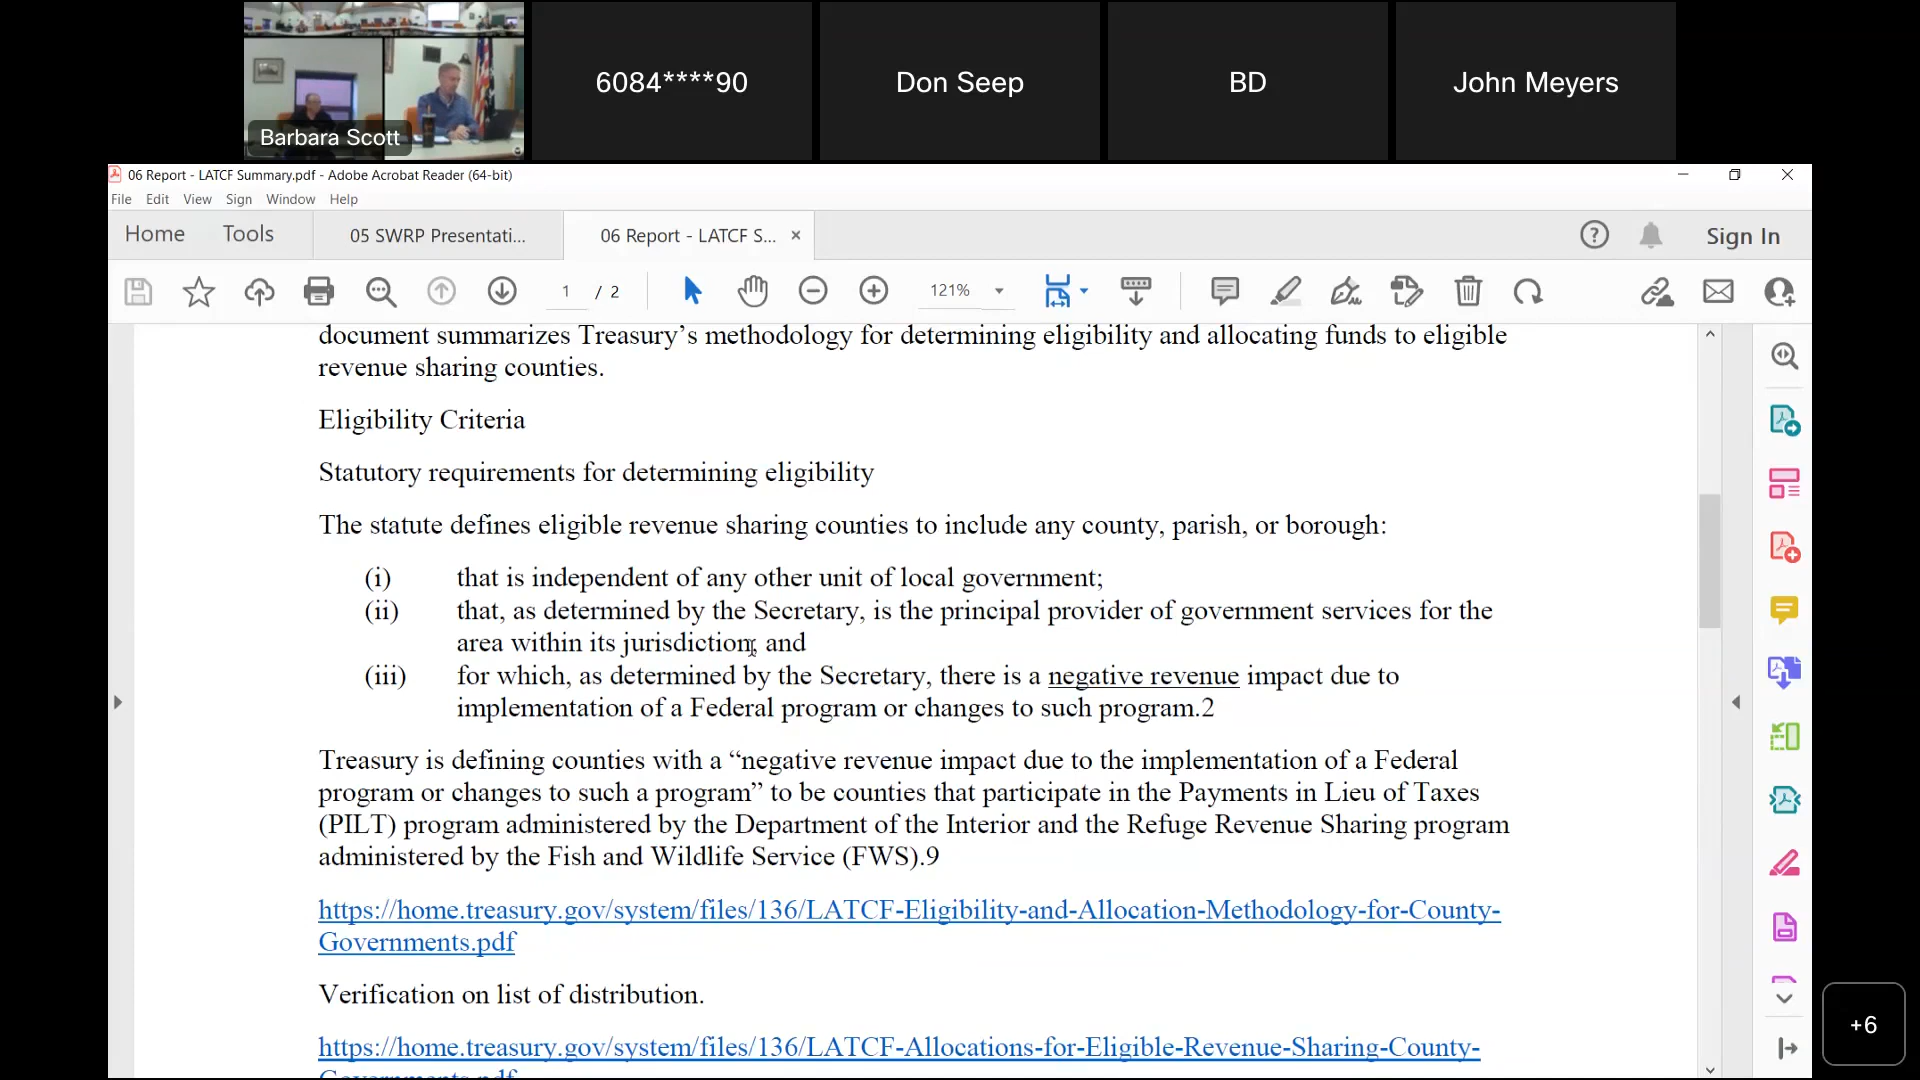 6084****90
Don Seep
BD
John Meyers
Barbara Scott
06 Report - LATCF Summary.pdf - Adobe Acrobat Reader (64-bit)
File Edit View Sign Window Help
Home Tools 05 SWRP Presentati... 06 Report - LATCF S... × Sign In
1 / 2 121%
document summarizes Treasury’s methodology for determining eligibility and allocating funds to eligible
revenue sharing counties.
Eligibility Criteria
Statutory requirements for determining eligibility
The statute defines eligible revenue sharing counties to include any county, parish, or borough:
(i) that is independent of any other unit of local government;
(ii) that, as determined by the Secretary, is the principal provider of government services for the
area within its jurisdiction; and
(iii) for which, as determined by the Secretary, there is a negative revenue impact due to
implementation of a Federal program or changes to such program.2
Treasury is defining counties with a “negative revenue impact due to the implementation of a Federal
program or changes to such a program” to be counties that participate in the Payments in Lieu of Taxes
(PILT) program administered by the Department of the Interior and the Refuge Revenue Sharing program
administered by the Fish and Wildlife Service (FWS).9
https://home.treasury.gov/system/files/136/LATCF-Eligibility-and-Allocation-Methodology-for-County-
Governments.pdf
Verification on list of distribution.
https://home.treasury.gov/system/files/136/LATCF-Allocations-for-Eligible-Revenue-Sharing-County-
Governments.pdf
+6